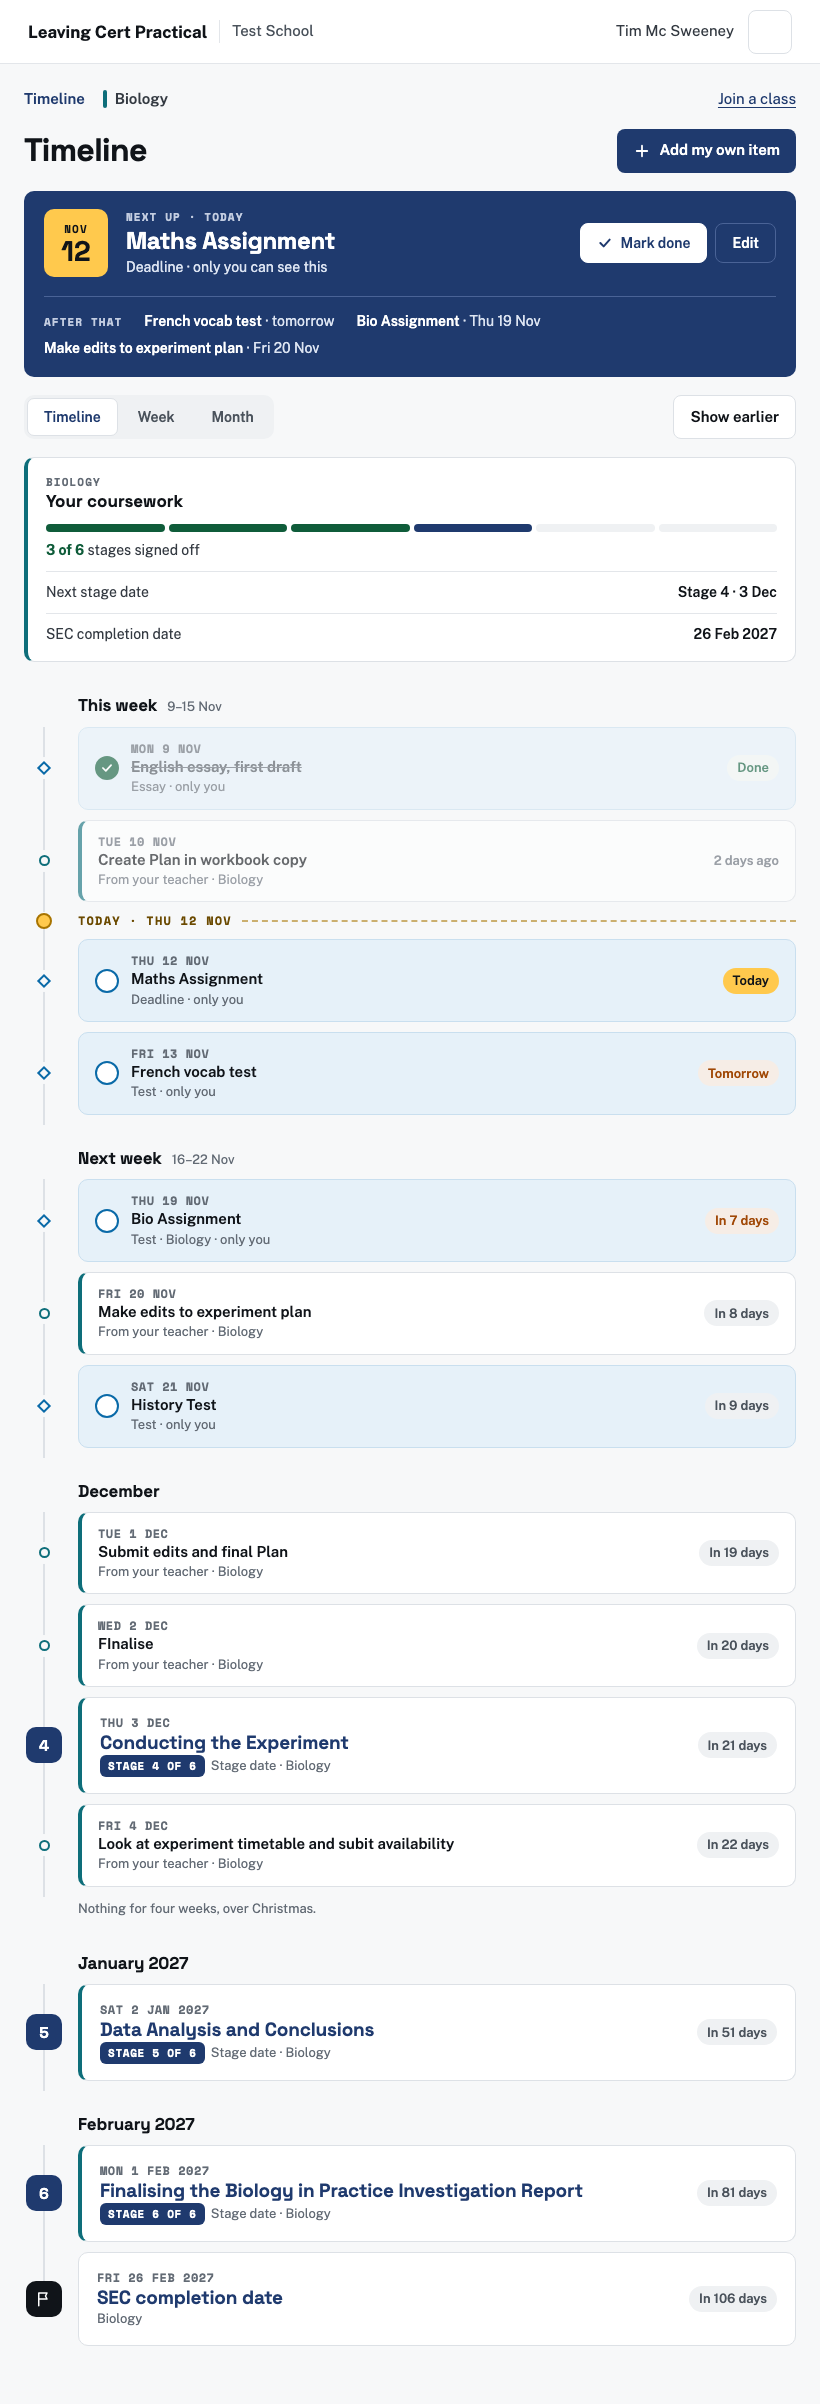 Leaving Cert Practical Test School Tim Mc Sweeney
Timeline Biology Join a class
Timeline + Add my own item
NOV
12
NEXT UP · TODAY
Maths Assignment
Deadline · only you can see this
Mark done Edit
AFTER THAT French vocab test · tomorrow Bio Assignment · Thu 19 Nov
Make edits to experiment plan · Fri 20 Nov
Timeline Week Month Show earlier
BIOLOGY
Your coursework
3 of 6 stages signed off
Next stage date Stage 4 · 3 Dec
SEC completion date 26 Feb 2027
This week 9–15 Nov
MON 9 NOV
English essay, first draft
Essay · only you
Done
TUE 10 NOV
Create Plan in workbook copy
From your teacher · Biology
2 days ago
TODAY · THU 12 NOV
THU 12 NOV
Maths Assignment
Deadline · only you
Today
FRI 13 NOV
French vocab test
Test · only you
Tomorrow
Next week 16–22 Nov
THU 19 NOV
Bio Assignment
Test · Biology · only you
In 7 days
FRI 20 NOV
Make edits to experiment plan
From your teacher · Biology
In 8 days
SAT 21 NOV
History Test
Test · only you
In 9 days
December
TUE 1 DEC
Submit edits and final Plan
From your teacher · Biology
In 19 days
WED 2 DEC
FInalise
From your teacher · Biology
In 20 days
4
THU 3 DEC
Conducting the Experiment
STAGE 4 OF 6 Stage date · Biology
In 21 days
FRI 4 DEC
Look at experiment timetable and subit availability
From your teacher · Biology
In 22 days
Nothing for four weeks, over Christmas.
January 2027
5
SAT 2 JAN 2027
Data Analysis and Conclusions
STAGE 5 OF 6 Stage date · Biology
In 51 days
February 2027
6
MON 1 FEB 2027
Finalising the Biology in Practice Investigation Report
STAGE 6 OF 6 Stage date · Biology
In 81 days
FRI 26 FEB 2027
SEC completion date
Biology
In 106 days